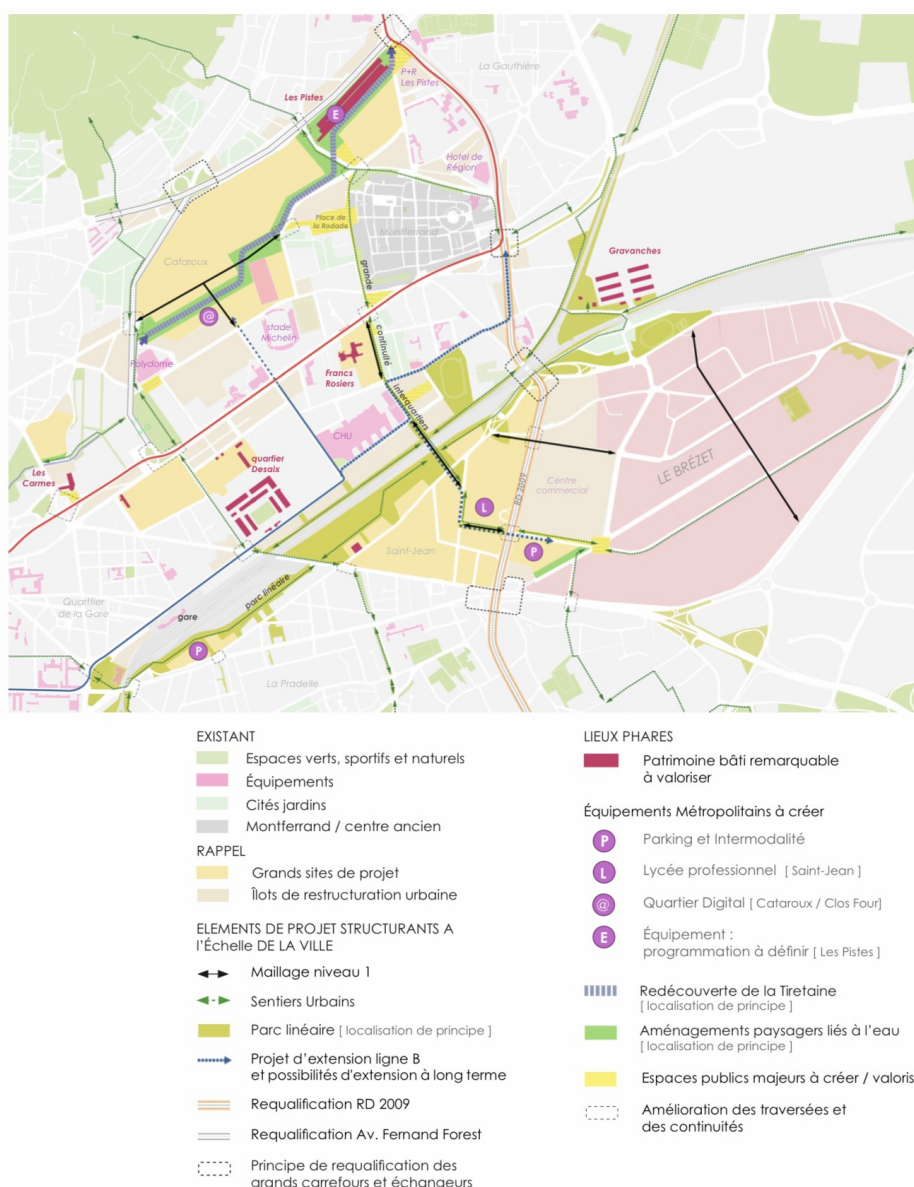 La Gauthière
P+R
Les Pistes
Les Pistes
E
Hotel de
Région
Place de
la Rodade
Montferrand
Gravanches
Cataroux
grande
continuité
interquartiers
@
stade
Michelin
Polydome
Francs
Rosiers
CHU
LE BRÉZET
quartier
Desaix
Les
Carmes
Centre
commercial
RD 2009
L
P
Saint-Jean
Quartier
de la Gare
gare
parc linéaire
P
La Pradelle
EXISTANT
Espaces verts, sportifs et naturels
Équipements
Cités jardins
Montferrand / centre ancien
RAPPEL
Grands sites de projet
Îlots de restructuration urbaine
ELEMENTS DE PROJET STRUCTURANTS A
l'Échelle DE LA VILLE
Maillage niveau 1
Sentiers Urbains
Parc linéaire [ localisation de principe ]
Projet d'extension ligne B
et possibilités d'extension à long terme
Requalification RD 2009
Requalification Av. Fernand Forest
Principe de requalification des
grands carrefours et échangeurs
LIEUX PHARES
Patrimoine bâti remarquable
à valoriser
Équipements Métropolitains à créer
P Parking et Intermodalité
L Lycée professionnel [ Saint-Jean ]
@ Quartier Digital [ Cataroux / Clos Four]
E Équipement :
programmation à définir [ Les Pistes ]
Redécouverte de la Tiretaine
[ localisation de principe ]
Aménagements paysagers liés à l'eau
[ localisation de principe ]
Espaces publics majeurs à créer / valoris
Amélioration des traversées et
des continuités